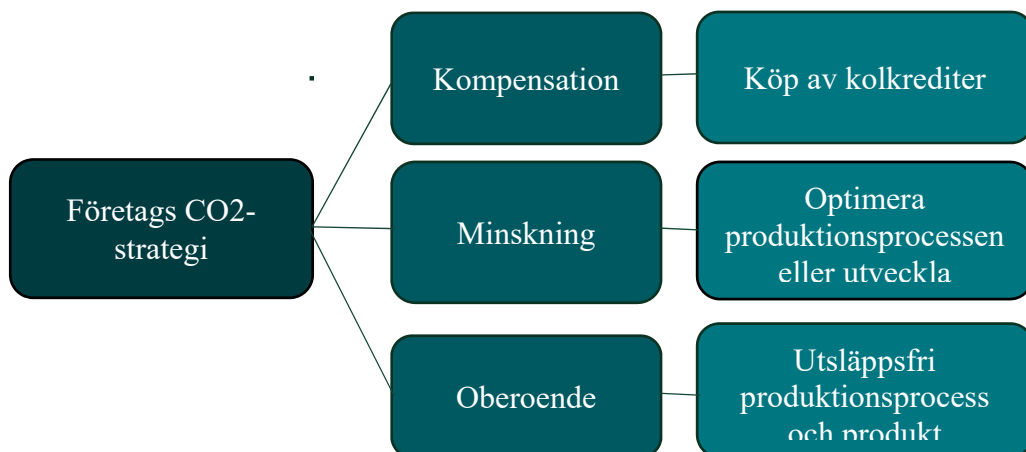 Kompensation
Köp av kolkrediter
Företags CO2-
strategi
Minskning
Optimera
produktionsprocessen
eller utveckla
Oberoende
Utsläppsfri
produktionsprocess
och produkt